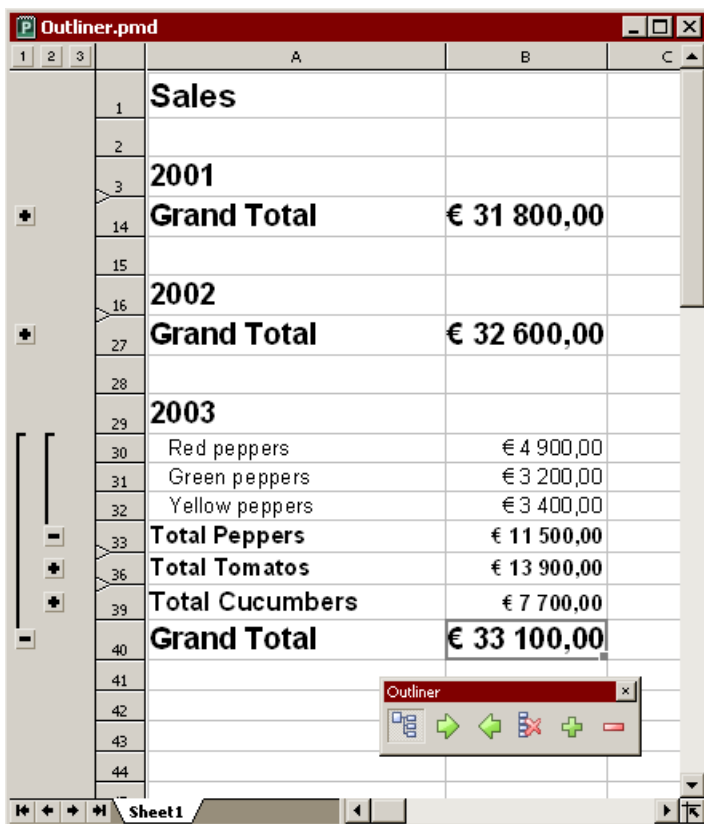 Outliner.pmd
1 2 3 A B C
1 Sales
2
3 2001
14 Grand Total € 31 800,00
15
16 2002
27 Grand Total € 32 600,00
28
29 2003
30 Red peppers € 4 900,00
31 Green peppers € 3 200,00
32 Yellow peppers € 3 400,00
33 Total Peppers € 11 500,00
36 Total Tomatos € 13 900,00
39 Total Cucumbers € 7 700,00
40 Grand Total € 33 100,00
41
Outliner
42
43
44
Sheet1